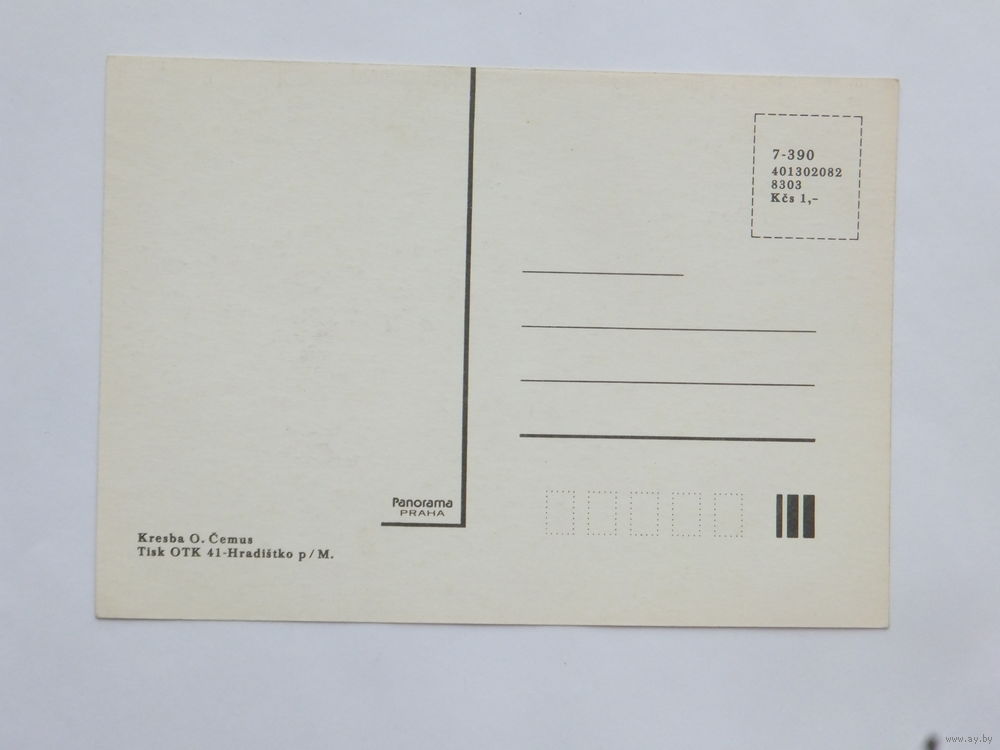 7-390
401302082
8303
Kčs 1,-
Panorama
PRAHA
Kresba O. Čemus
Tisk OTK 41-Hradištko p/M.
www.ay.by